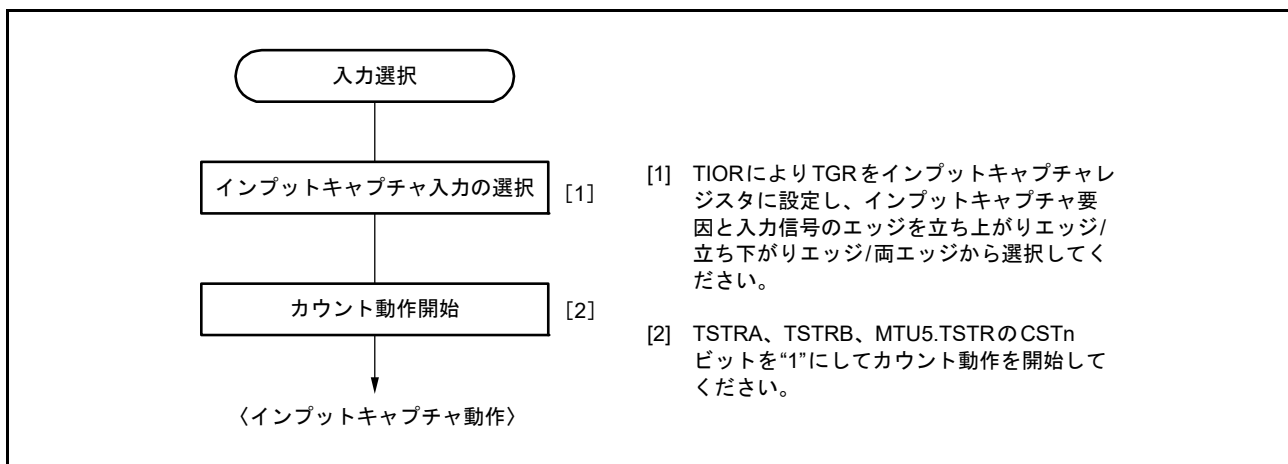 入力選択
インプットキャプチャ入力の選択 [1]
カウント動作開始 [2]
〈インプットキャプチャ動作〉
[1] TIORによりTGRをインプットキャプチャレ
ジスタに設定し、インプットキャプチャ要
因と入力信号のエッジを立ち上がりエッジ/
立ち下がりエッジ/両エッジから選択してく
ださい。
[2] TSTRA、TSTRB、MTU5.TSTRのCSTn
ビットを“1”にしてカウント動作を開始して
ください。